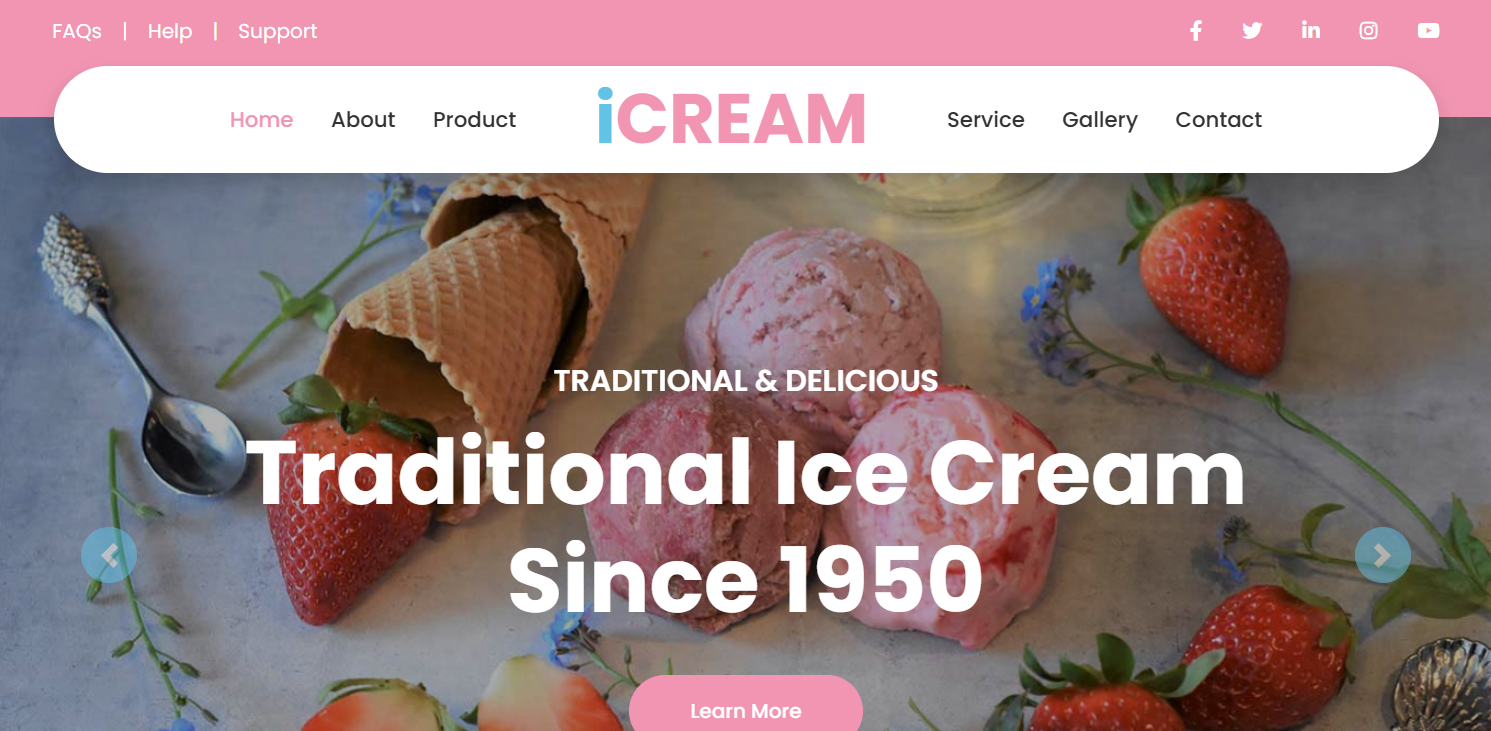 FAQs | Help | Support
Home About Product iCREAM Service Gallery Contact
TRADITIONAL & DELICIOUS
Traditional Ice Cream
Since 1950
Learn More